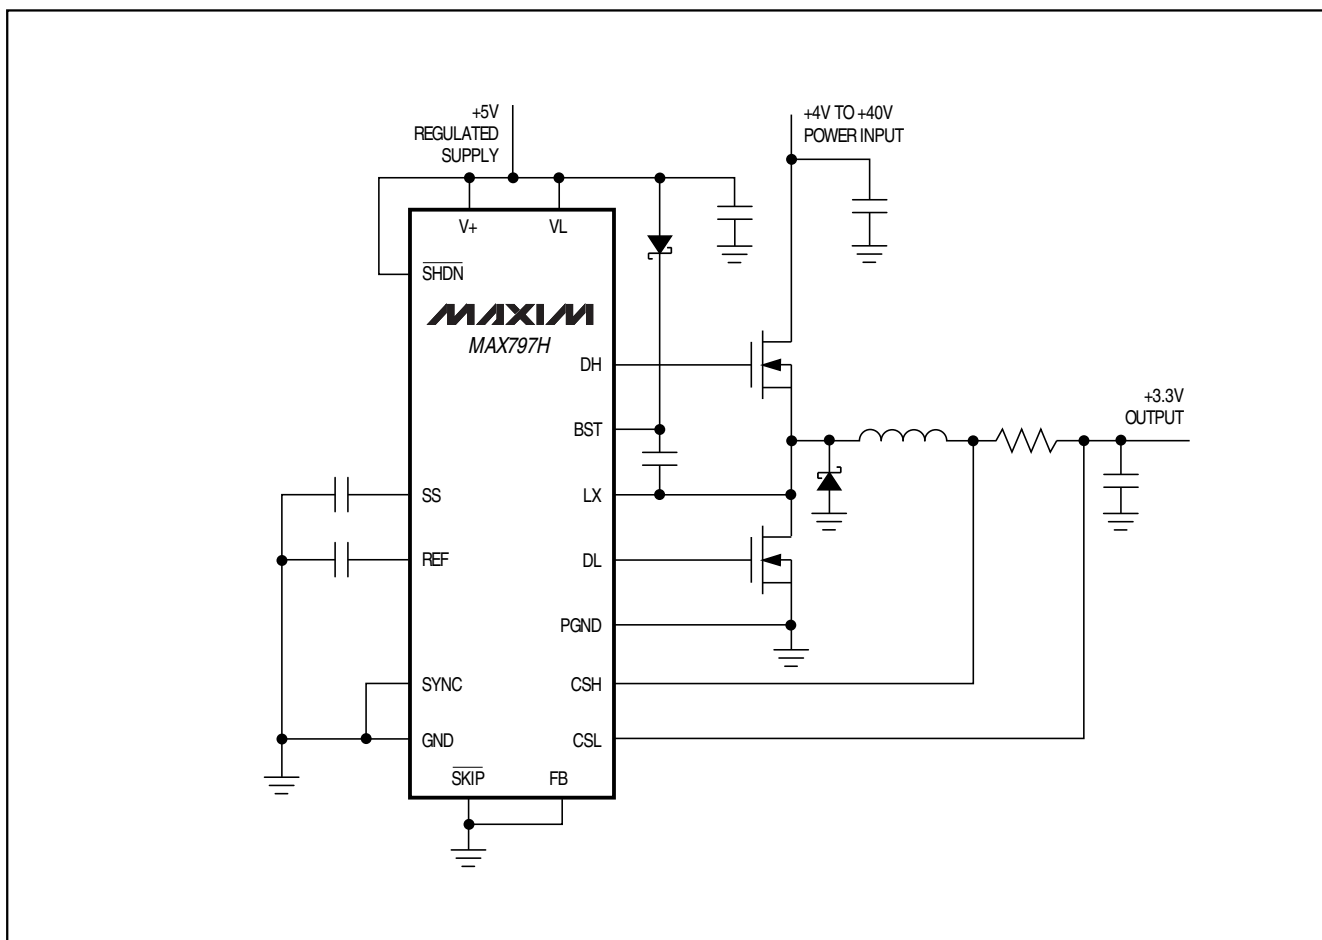 +5V
REGULATED
SUPPLY
+4V TO +40V
POWER INPUT
V+
VL
SHDN
MAXIM
MAX797H
DH
BST
+3.3V
OUTPUT
SS
LX
REF
DL
PGND
SYNC
CSH
GND
CSL
SKIP
FB